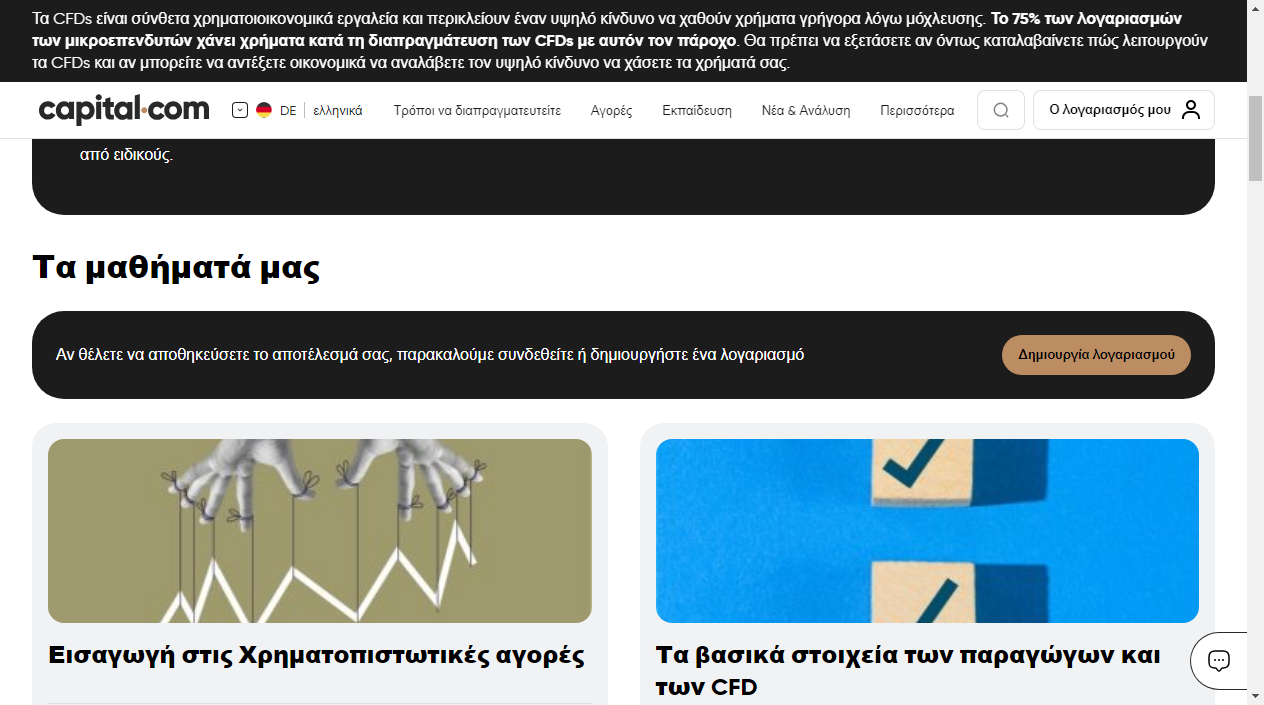 Τα CFDs είναι σύνθετα χρηματοιοικονομικά εργαλεία και περικλείουν έναν υψηλό κίνδυνο να χαθούν χρήματα γρήγορα λόγω μόχλευσης. Το 75% των λογαριασμών
των μικροεπενδυτών χάνει χρήματα κατά τη διαπραγμάτευση των CFDs με αυτόν τον πάροχο. Θα πρέπει να εξετάσετε αν όντως καταλαβαίνετε πώς λειτουργούν
τα CFDs και αν μπορείτε να αντέξετε οικονομικά να αναλάβετε τον υψηλό κίνδυνο να χάσετε τα χρήματά σας.
capital.com DE ελληνικά Τρόποι να διαπραγματευτείτε Αγορές Εκπαίδευση Νέα & Ανάλυση Περισσότερα Ο λογαριασμός μου
από ειδικούς.
Τα μαθήματά μας
Αν θέλετε να αποθηκεύσετε το αποτέλεσμά σας, παρακαλούμε συνδεθείτε ή δημιουργήστε ένα λογαριασμό Δημιουργία λογαριασμού
Εισαγωγή στις Χρηματοπιστωτικές αγορές
Τα βασικά στοιχεία των παραγώγων και
των CFD